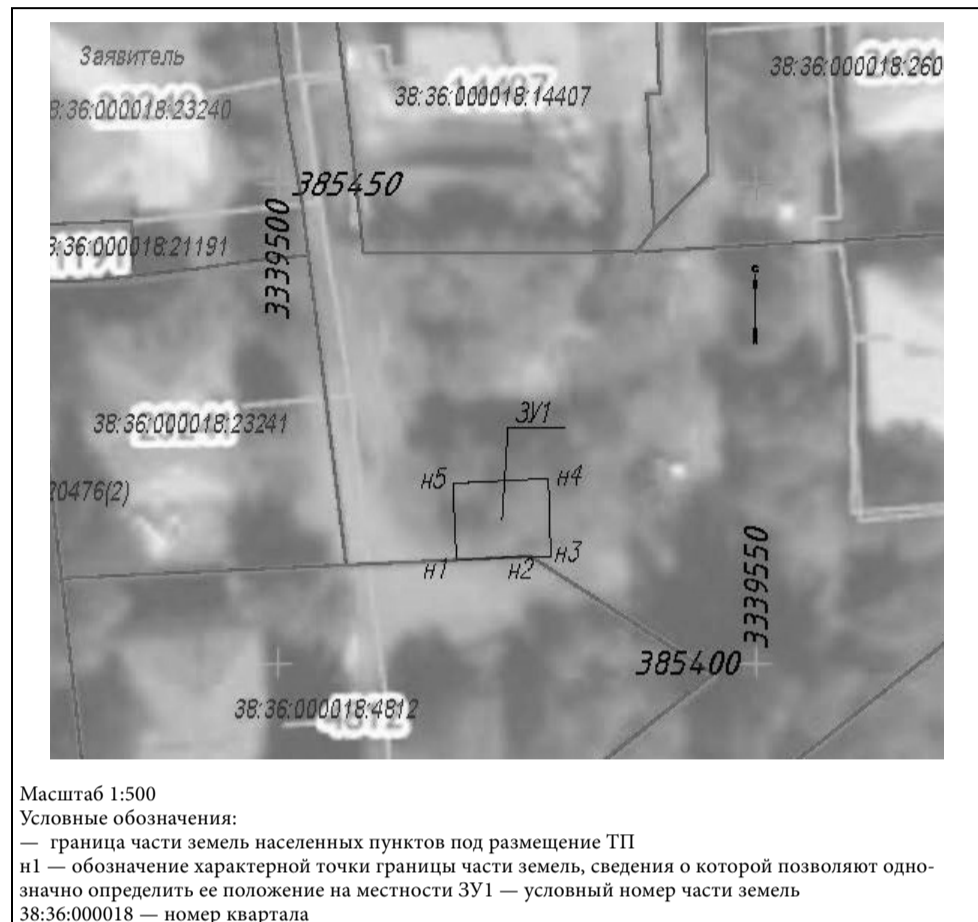 Заявитель
38:36:000018:260
38:36:000018:14407
8:36:000018:23240
385450
3339500
:36:000018:21191
ЗУ1
38:36:000018:23241
н5
н4
20476(2)
3339550
н3
н1
н2
385400
38:36:000018:4812
Масштаб 1:500
Условные обозначения:
— граница части земель населенных пунктов под размещение ТП
н1 — обозначение характерной точки границы части земель, сведения о которой позволяют одно-
значно определить ее положение на местности ЗУ1 — условный номер части земель
38:36:000018 — номер квартала